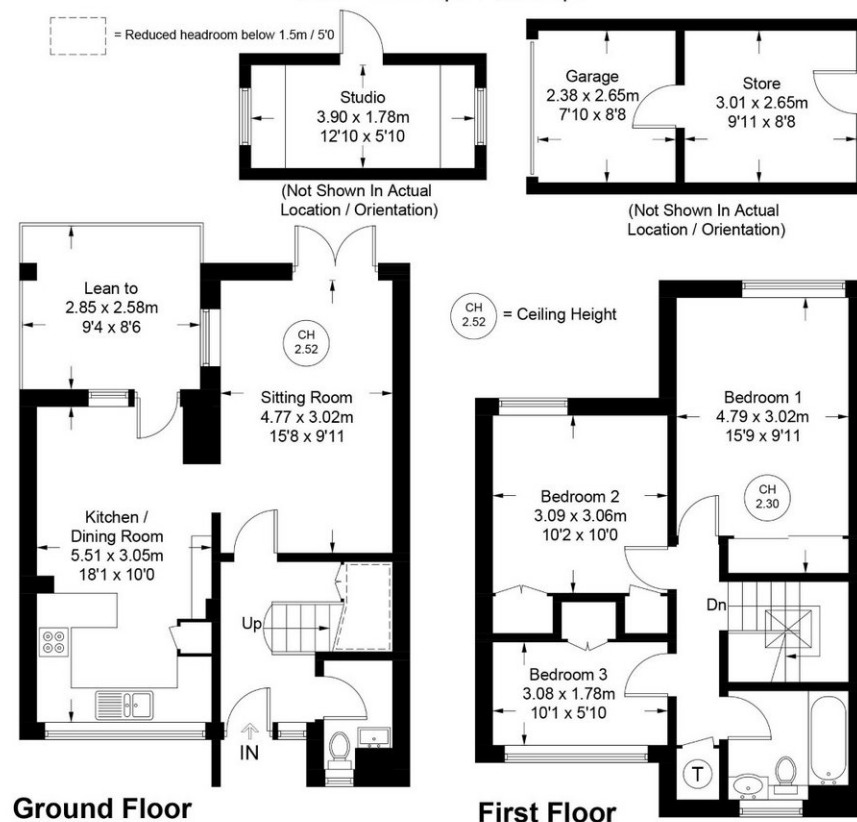 = Reduced headroom below 1.5m / 5'0
Studio
3.90 x 1.78m
12'10 x 5'10
(Not Shown In Actual
Location / Orientation)
Garage
2.38 x 2.65m
7'10 x 8'8
Store
3.01 x 2.65m
9'11 x 8'8
(Not Shown In Actual
Location / Orientation)
Lean to
2.85 x 2.58m
9'4 x 8'6
CH
2.52
Sitting Room
4.77 x 3.02m
15'8 x 9'11
Kitchen /
Dining Room
5.51 x 3.05m
18'1 x 10'0
Up
IN
Ground Floor
CH
2.52
= Ceiling Height
Bedroom 1
4.79 x 3.02m
15'9 x 9'11
CH
2.30
Bedroom 2
3.09 x 3.06m
10'2 x 10'0
Dn
Bedroom 3
3.08 x 1.78m
10'1 x 5'10
T
First Floor